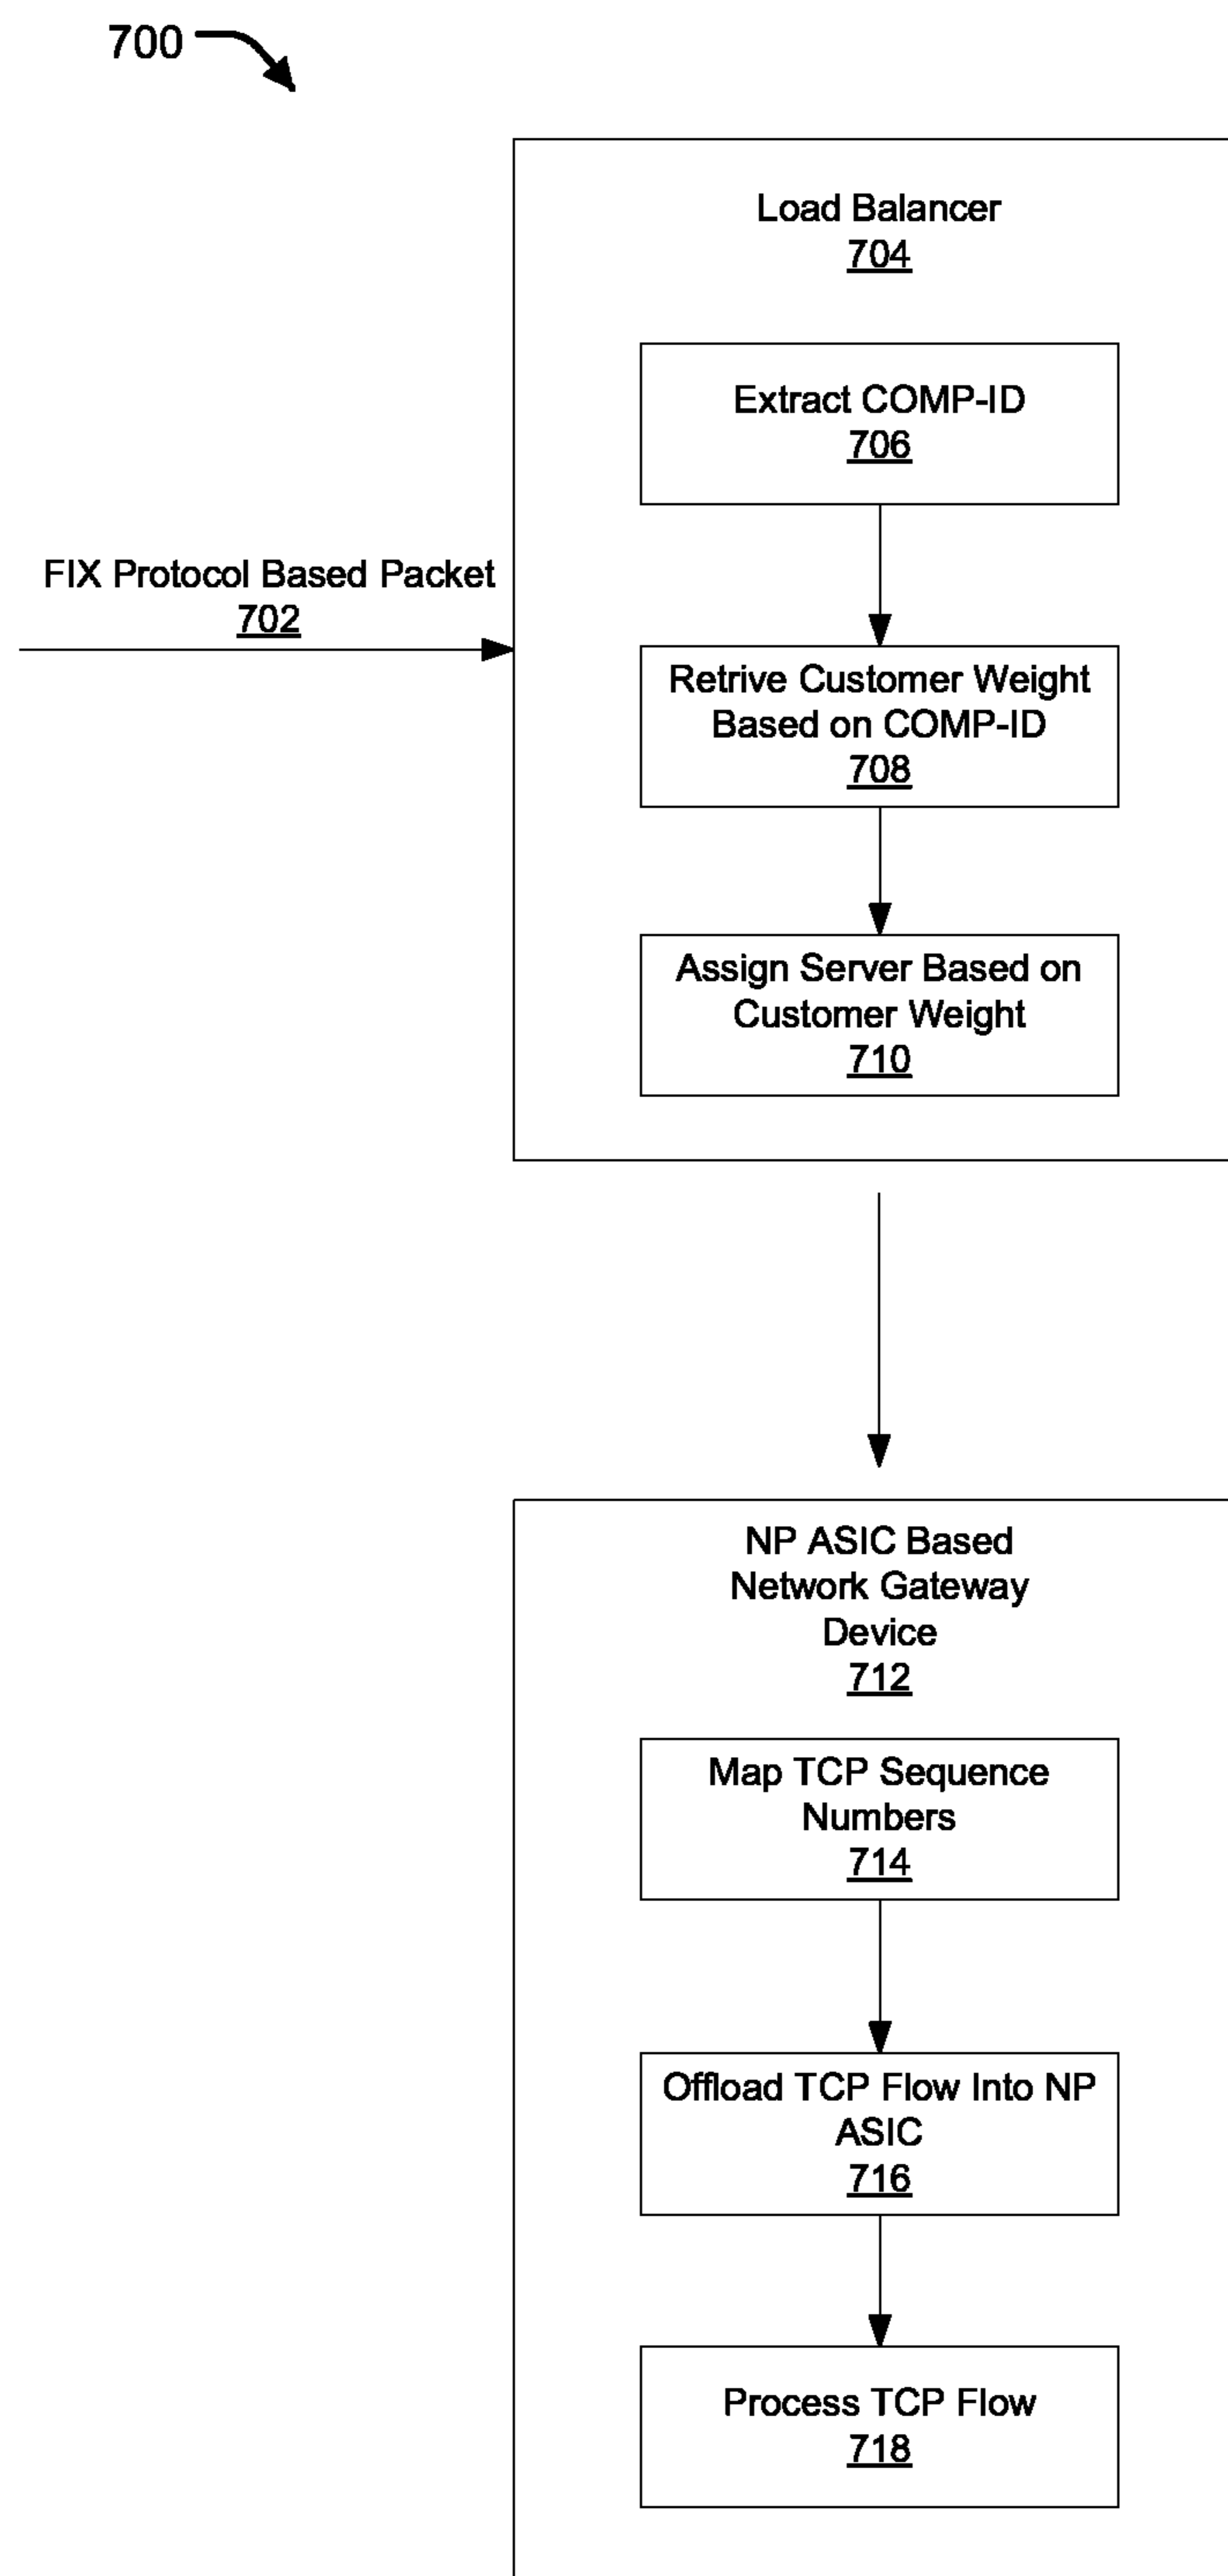 700
Load Balancer
704
Extract COMP-ID
706
FIX Protocol Based Packet
702
Retrive Customer Weight
Based on COMP-ID
708
Assign Server Based on
Customer Weight
710
NP ASIC Based
Network Gateway
Device
712
Map TCP Sequence
Numbers
714
Offload TCP Flow Into NP
ASIC
716
Process TCP Flow
718